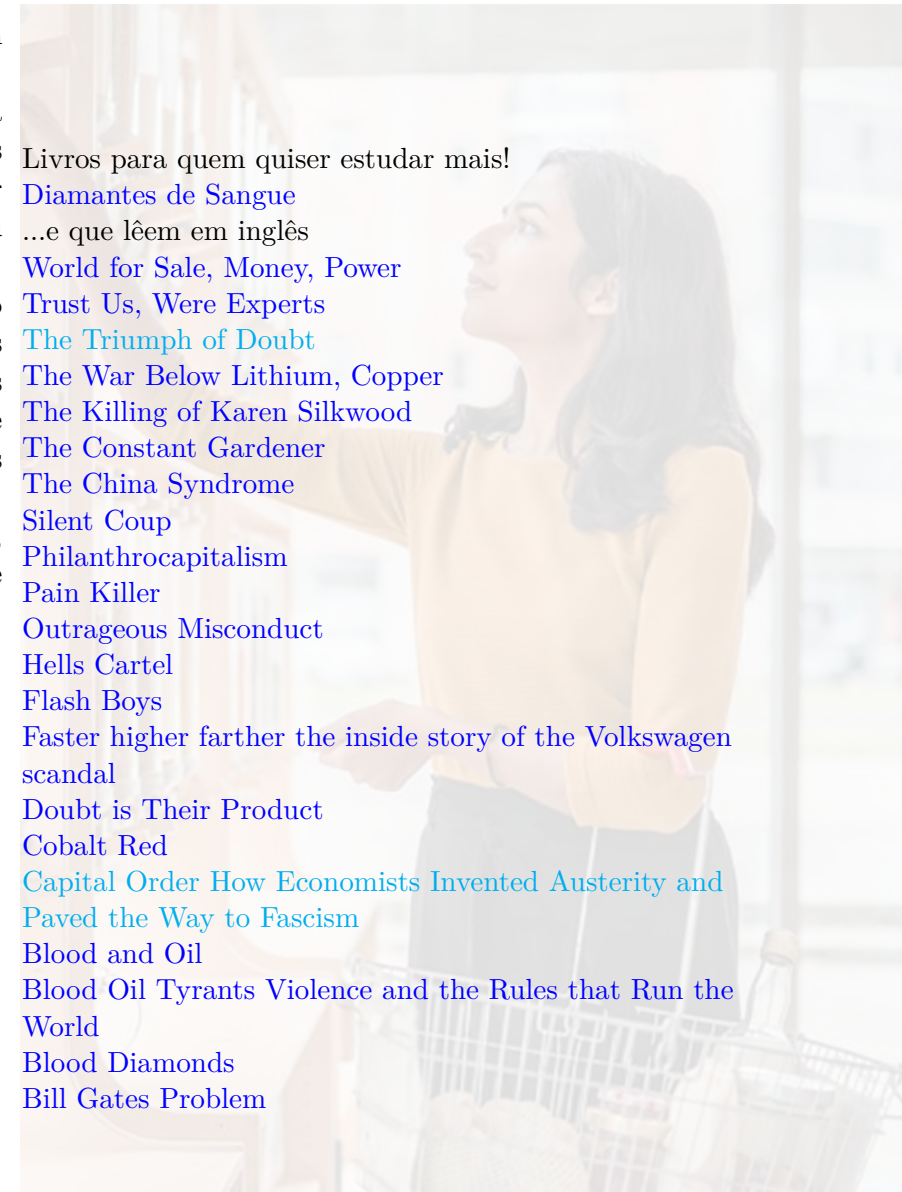 Livros para quem quiser estudar mais!
Diamantes de Sangue
...e que lêem em inglês
World for Sale, Money, Power
Trust Us, Were Experts
The Triumph of Doubt
The War Below Lithium, Copper
The Killing of Karen Silkwood
The Constant Gardener
The China Syndrome
Silent Coup
Philanthrocapitalism
Pain Killer
Outrageous Misconduct
Hells Cartel
Flash Boys
Faster higher farther the inside story of the Volkswagen
scandal
Doubt is Their Product
Cobalt Red
Capital Order How Economists Invented Austerity and
Paved the Way to Fascism
Blood and Oil
Blood Oil Tyrants Violence and the Rules that Run the
World
Blood Diamonds
Bill Gates Problem